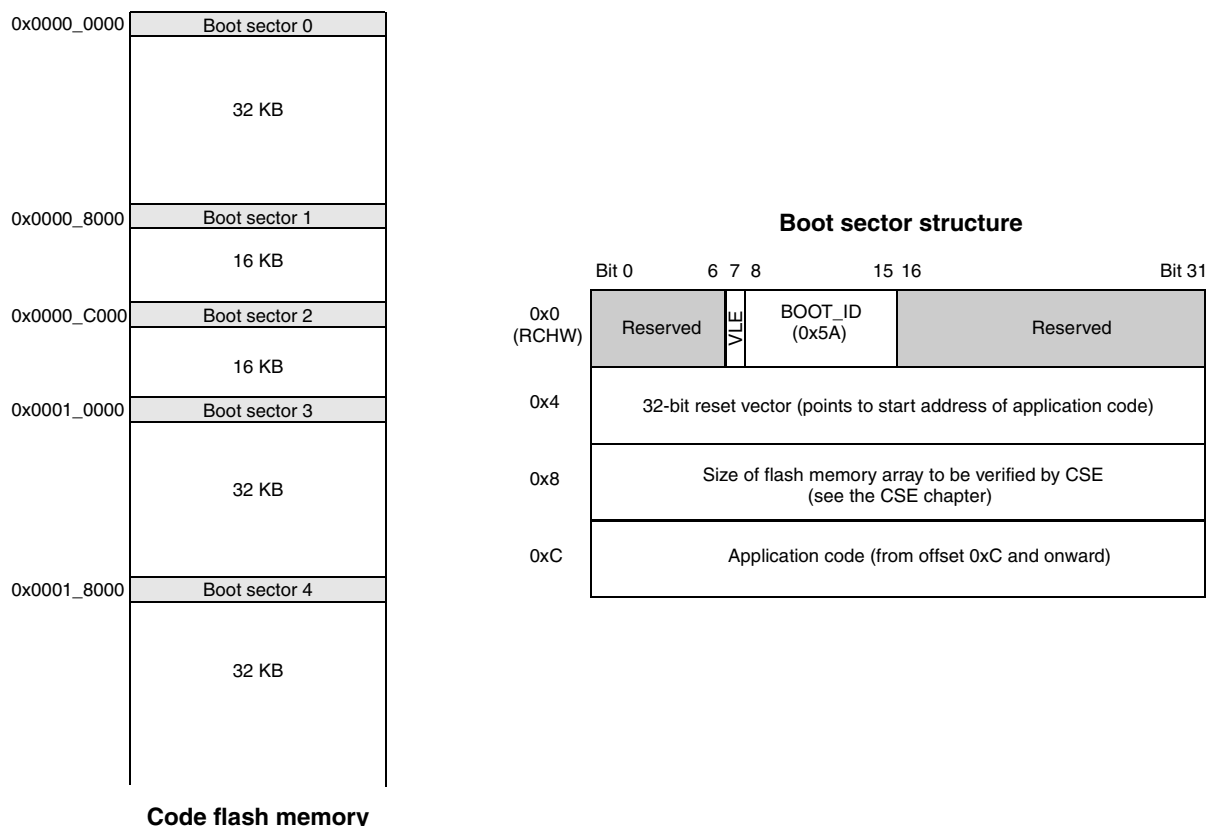 0x0000_0000
Boot sector 0
32 KB
0x0000_8000
Boot sector 1
16 KB
0x0000_C000
Boot sector 2
16 KB
0x0001_0000
Boot sector 3
32 KB
0x0001_8000
Boot sector 4
32 KB
Code flash memory
Boot sector structure
Bit 0 6 7 8 15 16 Bit 31
0x0
(RCHW)
Reserved
VLE
BOOT_ID
(0x5A)
Reserved
0x4
32-bit reset vector (points to start address of application code)
0x8
Size of flash memory array to be verified by CSE
(see the CSE chapter)
0xC
Application code (from offset 0xC and onward)